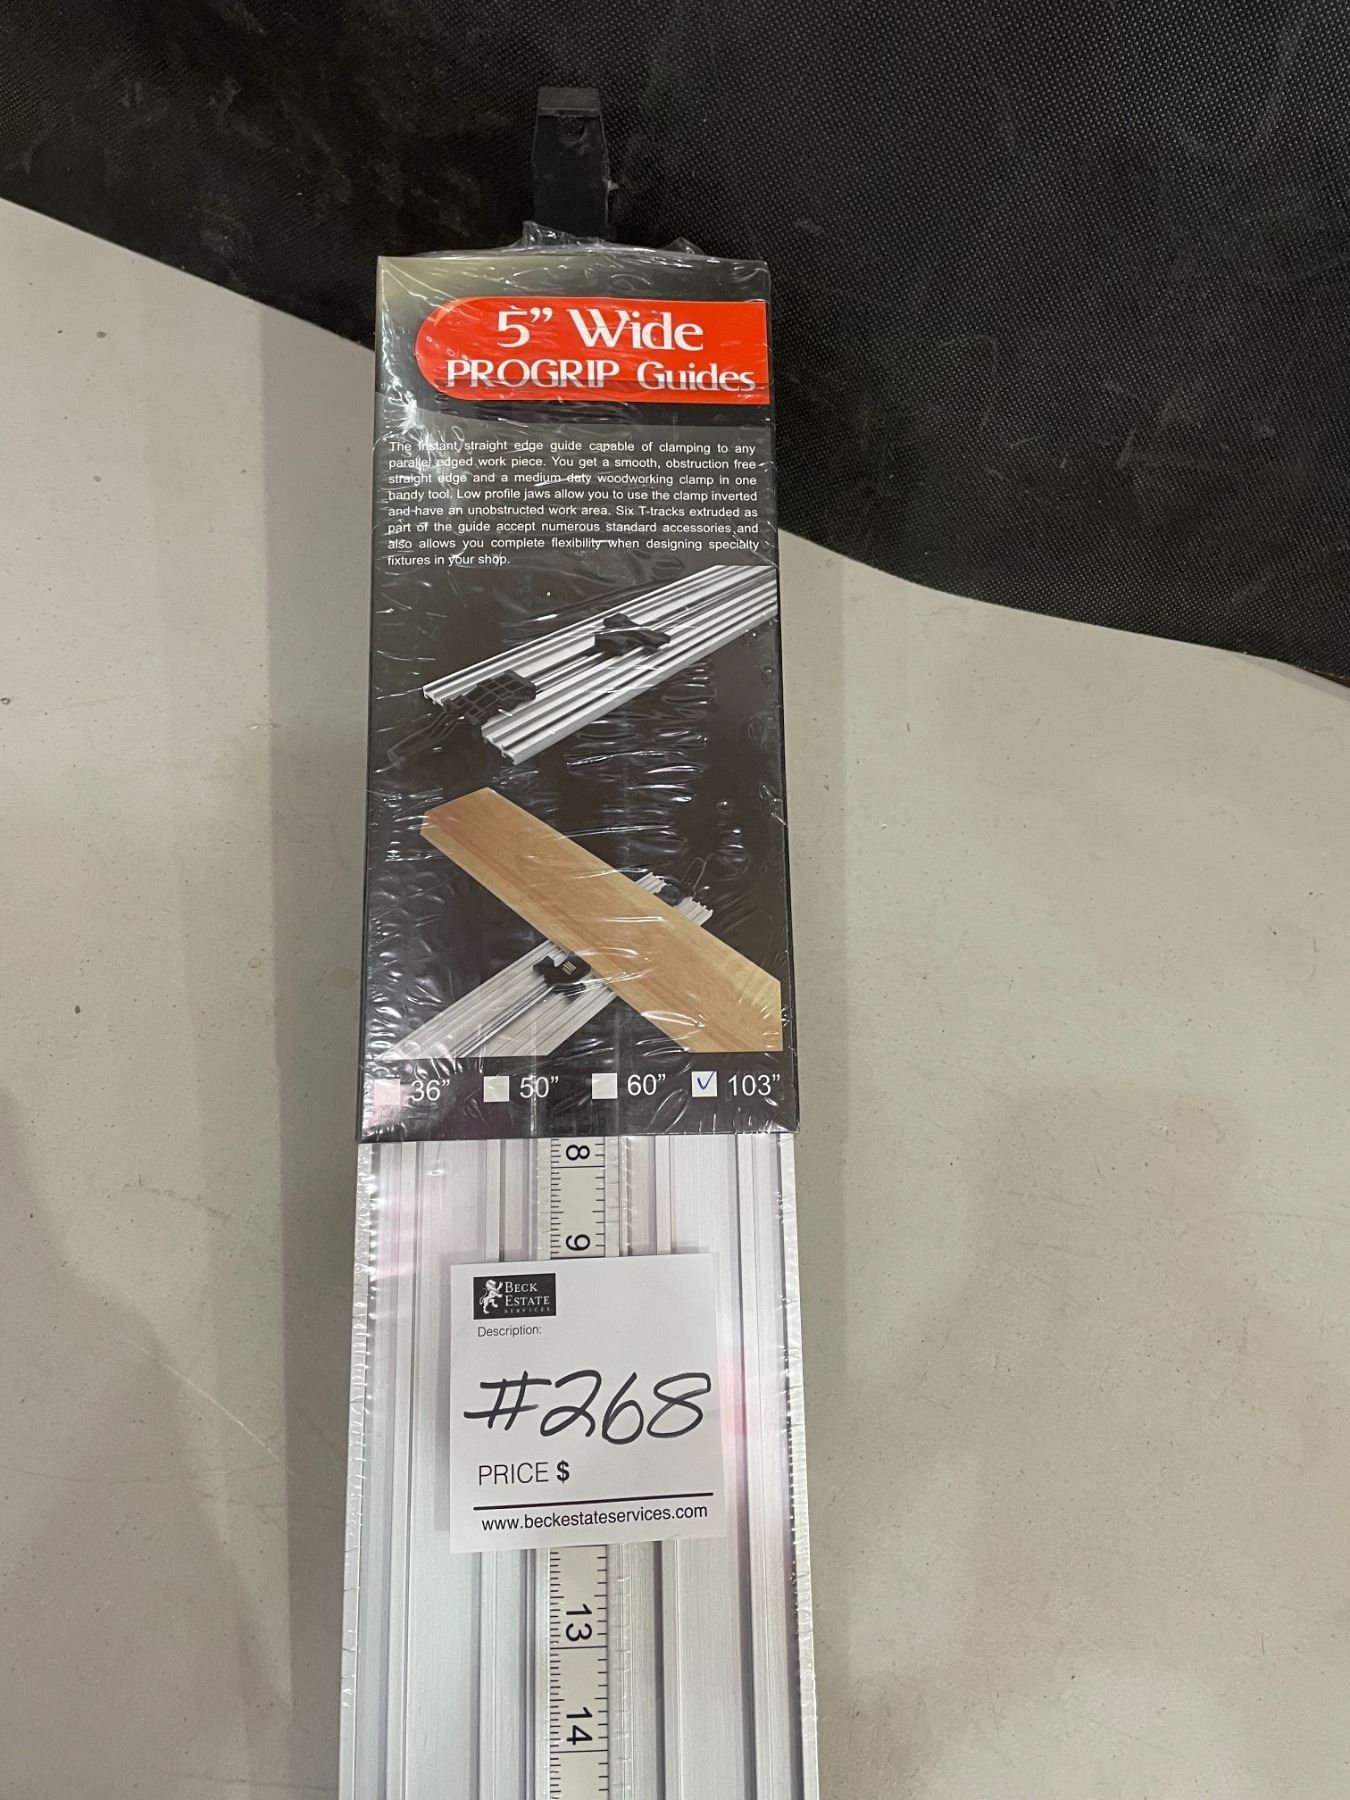 5” Wide
PROGRIP Guides
The instant straight edge guide capable of clamping to any
parallel edged work piece. You get a smooth, obstruction free
straight edge and a medium duty woodworking clamp in one
handy tool. Low profile jaws allow you to use the clamp inverted
and have an unobstructed work area. Six T-tracks extruded as
part of the guide accept numerous standard accessories and
also allows you complete flexibility when designing specialty
fixtures in your shop.
36” 50” 60” 103”
8
9
BECK
ESTATE
SERVICES
Description:
#268
PRICE $
www.beckestateservices.com
13
14